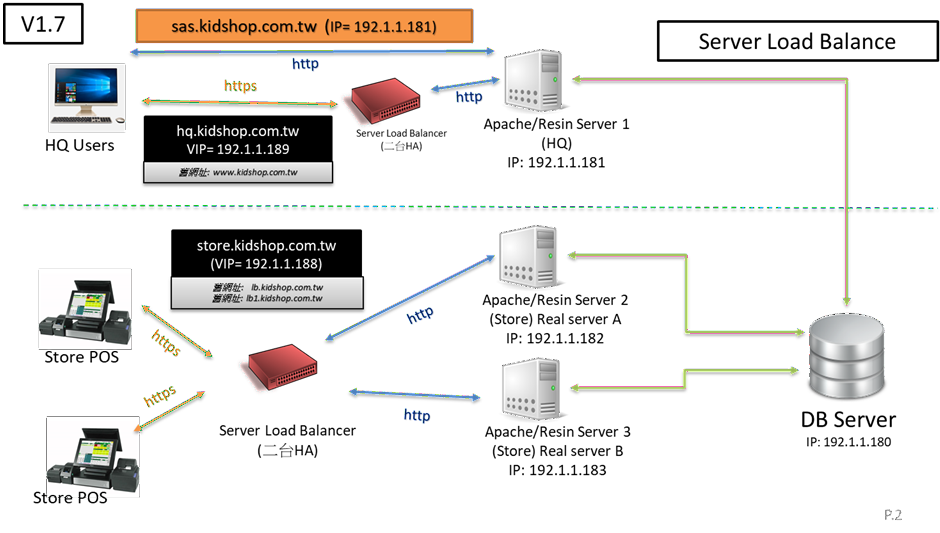 V1.7
sas.kidshop.com.tw (IP= 192.1.1.181)
Server Load Balance
http
https
http
HQ Users
hq.kidshop.com.tw
VIP= 192.1.1.189
舊網址: www.kidshop.com.tw
Server Load Balancer
(二台HA)
Apache/Resin Server 1
(HQ)
IP: 192.1.1.181
store.kidshop.com.tw
(VIP= 192.1.1.188)
舊網址: lb.kidshop.com.tw
舊網址: lb1.kidshop.com.tw
http
Apache/Resin Server 2
(Store) Real server A
IP: 192.1.1.182
Store POS
https
https
Server Load Balancer
(二台HA)
http
Apache/Resin Server 3
(Store) Real server B
IP: 192.1.1.183
DB Server
IP: 192.1.1.180
Store POS
P.2